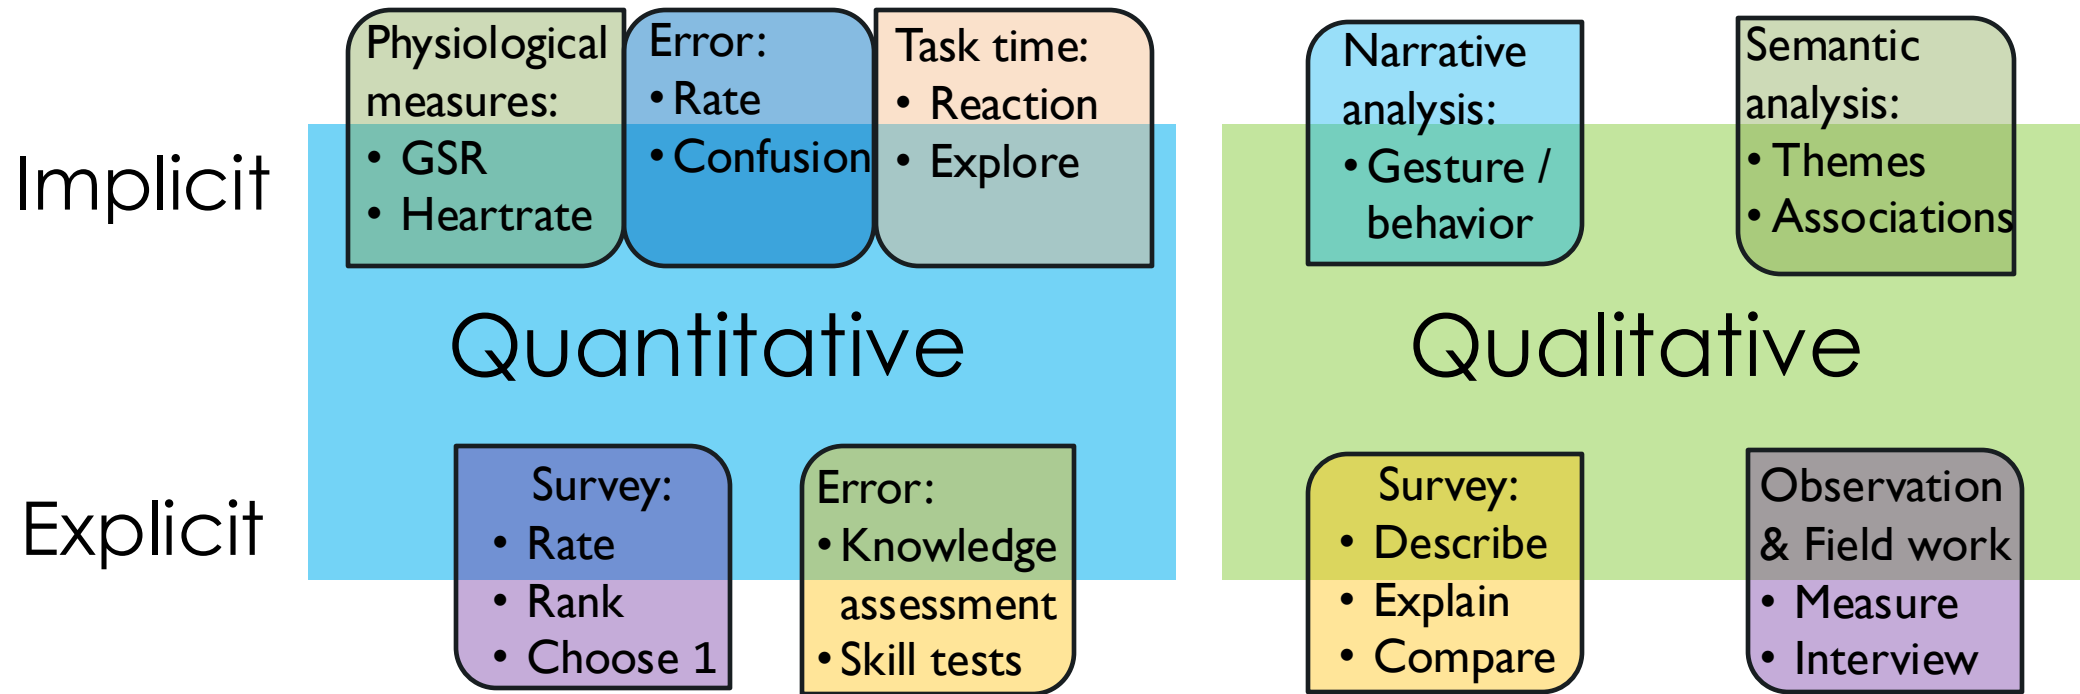 Implicit
Physiological
measures:
• GSR
• Heartrate
Error:
• Rate
• Confusion
Task time:
• Reaction
• Explore
Narrative
analysis:
• Gesture /
behavior
Semantic
analysis:
• Themes
• Associations
Quantitative
Qualitative
Explicit
Survey:
• Rate
• Rank
• Choose 1
Error:
• Knowledge
assessment
• Skill tests
Survey:
• Describe
• Explain
• Compare
Observation
& Field work
• Measure
• Interview